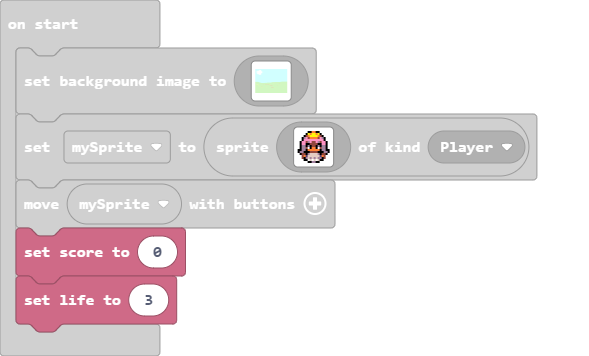 on start
set background image to
set mySprite to sprite of kind Player
move mySprite with buttons
set score to 0
set life to 3